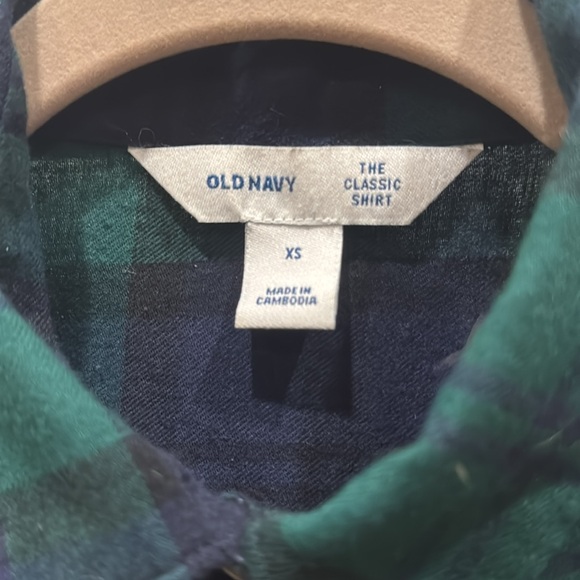 OLD NAVY
THE
CLASSIC
SHIRT
XS
MADE IN
CAMBODIA